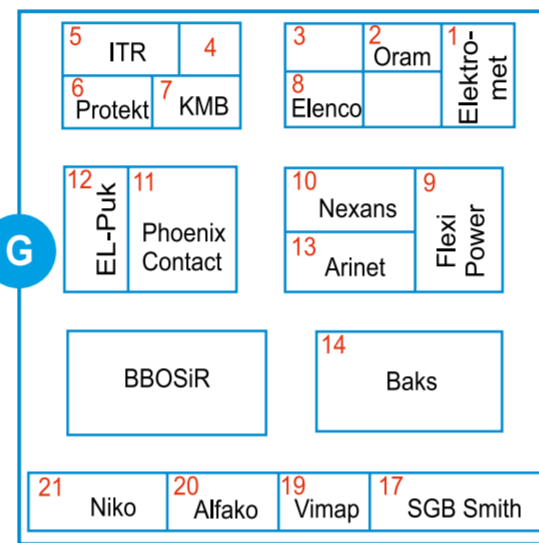 5 ITR 4
6 Protekt 7 KMB
3 2 Oram 1 Elektro-
met
8 Elenco
12 EL-Puk 11 Phoenix
Contact
10 Nexans 9 Flexi
Power
13 Arinet
G
BBOSiR
14 Baks
21 Niko 20 Alfako 19 Vimap 17 SGB Smith